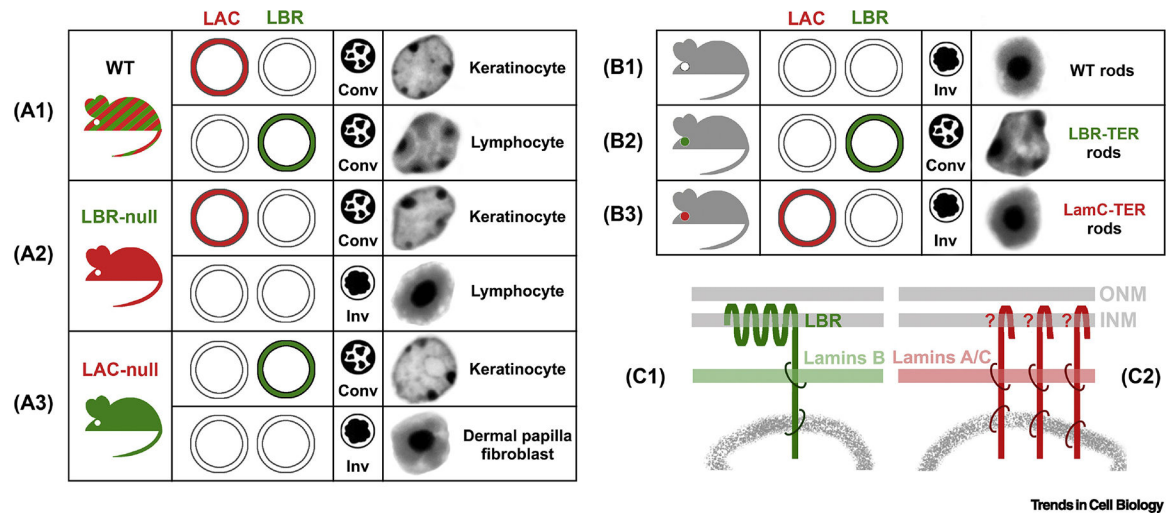 LAC LBR
(A1)
WT
Conv
Keratinocyte
Conv
Lymphocyte
(A2)
LBR-null
Conv
Keratinocyte
Inv
Lymphocyte
(A3)
LAC-null
Conv
Keratinocyte
Inv
Dermal papilla
fibroblast
LAC LBR
(B1)
Inv
WT rods
(B2)
Conv
LBR-TER
rods
(B3)
Inv
LamC-TER
rods
ONM
? ? ? INM
LBR
Lamins B
Lamins A/C
(C1)
(C2)
Trends in Cell Biology